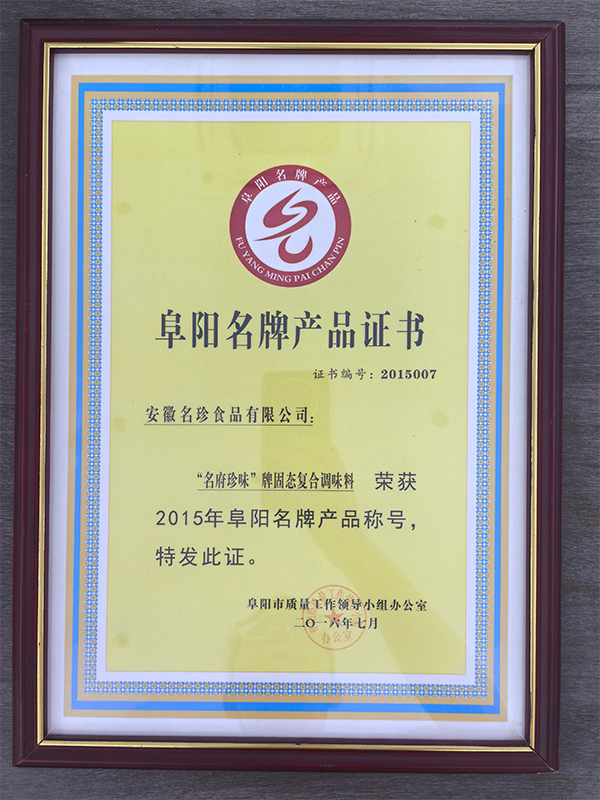 阜阳名牌产品
FU YANG MING PAI CHAN PIN
阜阳名牌产品证书
证书编号：2015007
安徽名珍食品有限公司：
“名府珍味”牌固态复合调味料 荣获
2015年阜阳名牌产品称号，
特发此证。
阜阳市质量工作领导小组办公室
二〇一六年七月
办公室